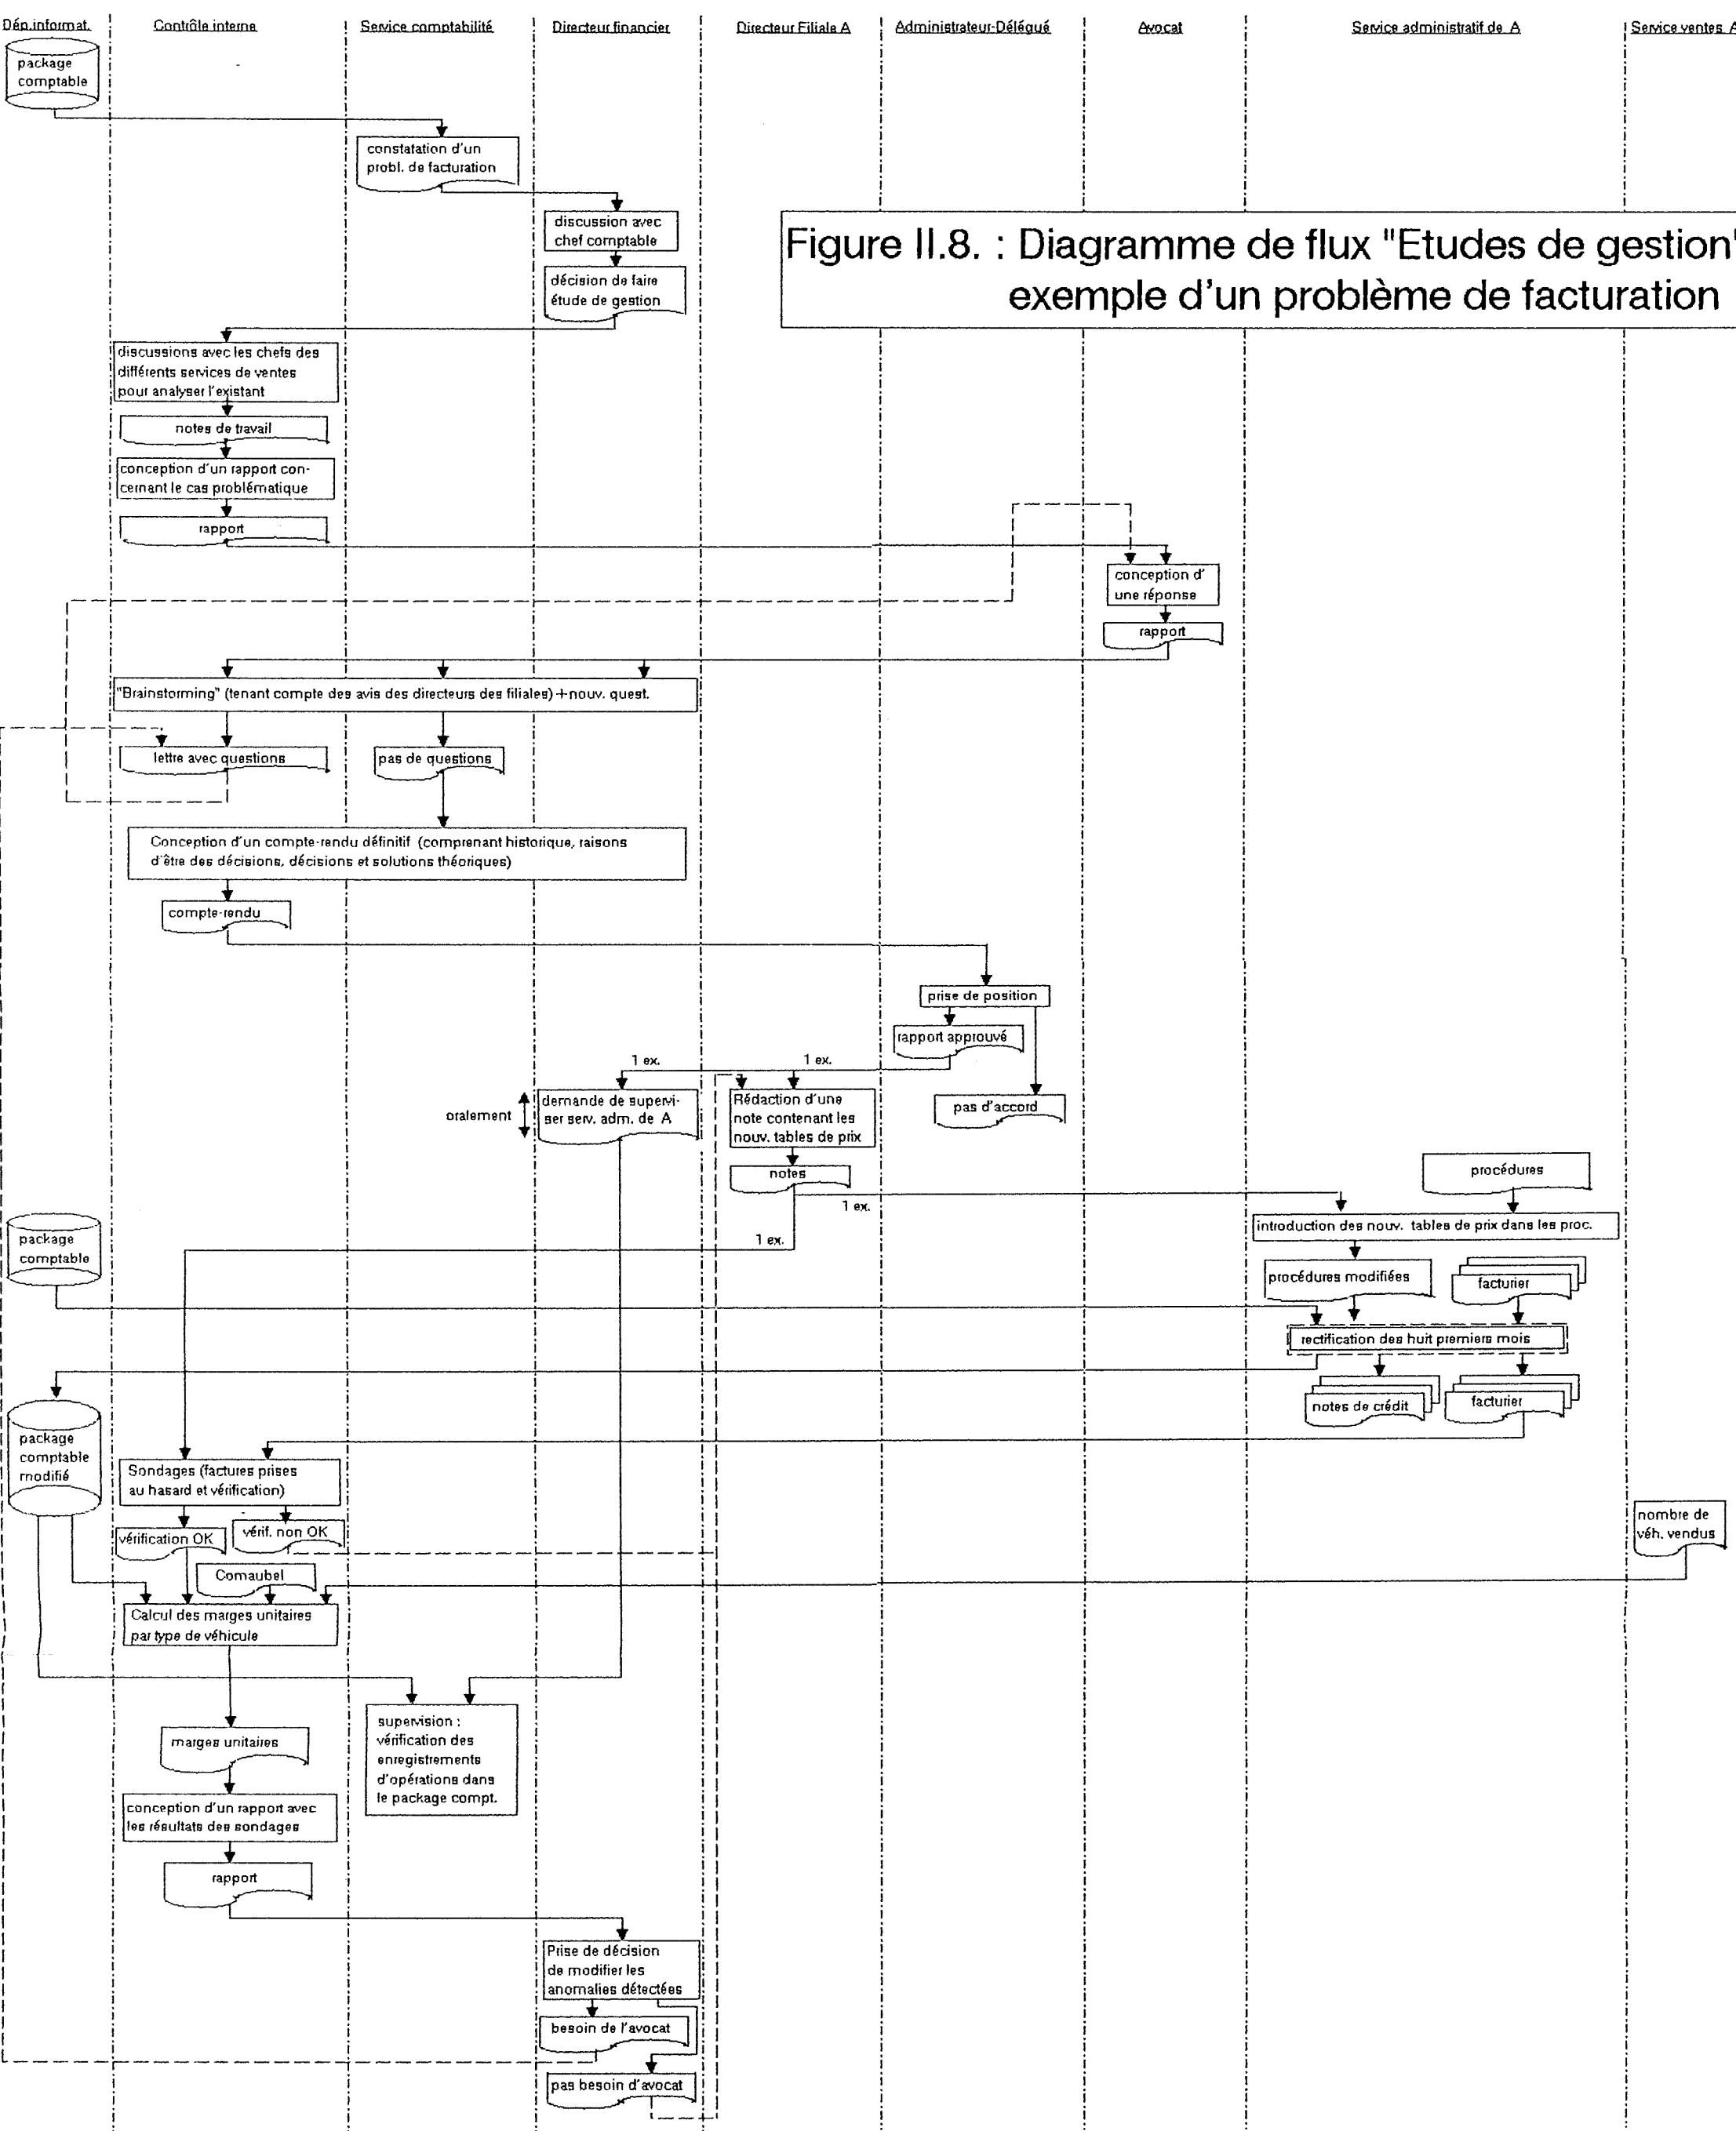 Dép.informat.
Contrôle interne
Service comptabilité
Directeur financier
Directeur Filiale A
Administrateur-Délégué
Avocat
Service administratif de A
Service ventes A
package
comptable
constatation d'un
probl. de facturation
discussion avec
chef comptable
Figure II.8. : Diagramme de flux "Etudes de gestion"
exemple d'un problème de facturation
décision de faire
étude de gestion
discussions avec les chefs des
différents services de ventes
pour analyser l'existant
notes de travail
conception d'un rapport con-
cernant le cas problématique
rapport
conception d'
une réponse
rapport
"Brainstorming" (tenant compte des avis des directeurs des filiales)+nouv. quest.
lettre avec questions
pas de questions
Conception d'un compte-rendu définitif (comprenant historique, raisons
d'être des décisions, décisions et solutions théoriques)
compte-rendu
prise de position
rapport approuvé
1 ex.
1 ex.
oralement
demande de supervi-
ser serv. adm. de A
Rédaction d'une
note contenant les
nouv. tables de prix
pas d'accord
notes
procédures
1 ex.
1 ex.
introduction des nouv. tables de prix dans les proc.
package
comptable
procédures modifiées
facturier
rectification des huit premiers mois
notes de crédit
facturier
package
comptable
modifié
Sondages (factures prises
au hasard et vérification)
vérification OK
vérif. non OK
nombre de
véh. vendus
Comaubel
Calcul des marges unitaires
par type de véhicule
supervision :
vérification des
enregistrements
d'opérations dans
le package compt.
marges unitaires
conception d'un rapport avec
les résultats des sondages
rapport
Prise de décision
de modifier les
anomalies détectées
besoin de l'avocat
pas besoin d'avocat